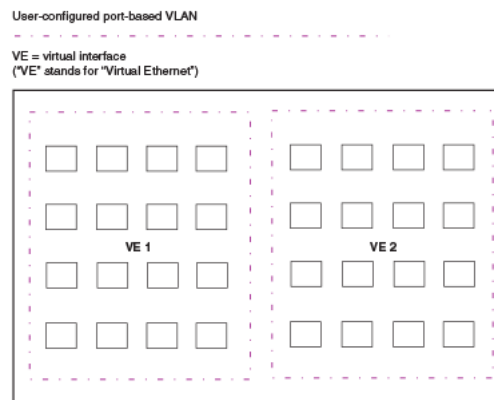 User-configured port-based VLAN
VE = virtual interface
("VE" stands for "Virtual Ethernet")
VE 1
VE 2